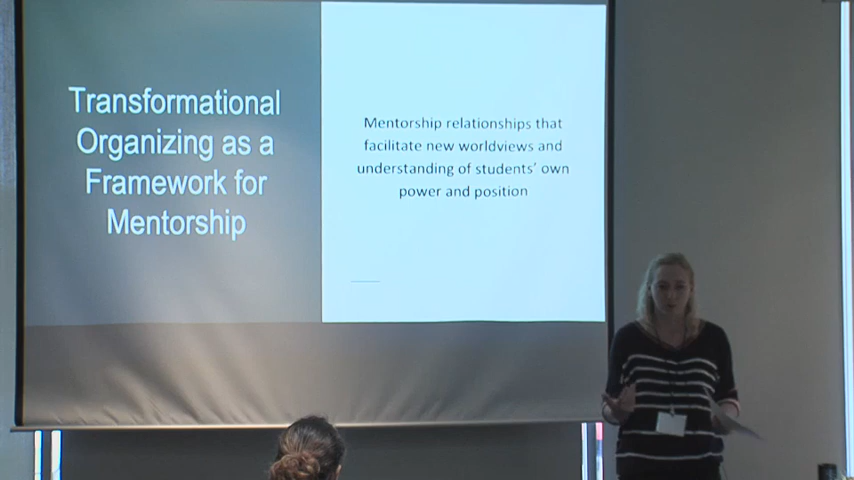 Transformational
Organizing as a
Framework for
Mentorship
Mentorship relationships that
facilitate new worldviews and
understanding of students' own
power and position